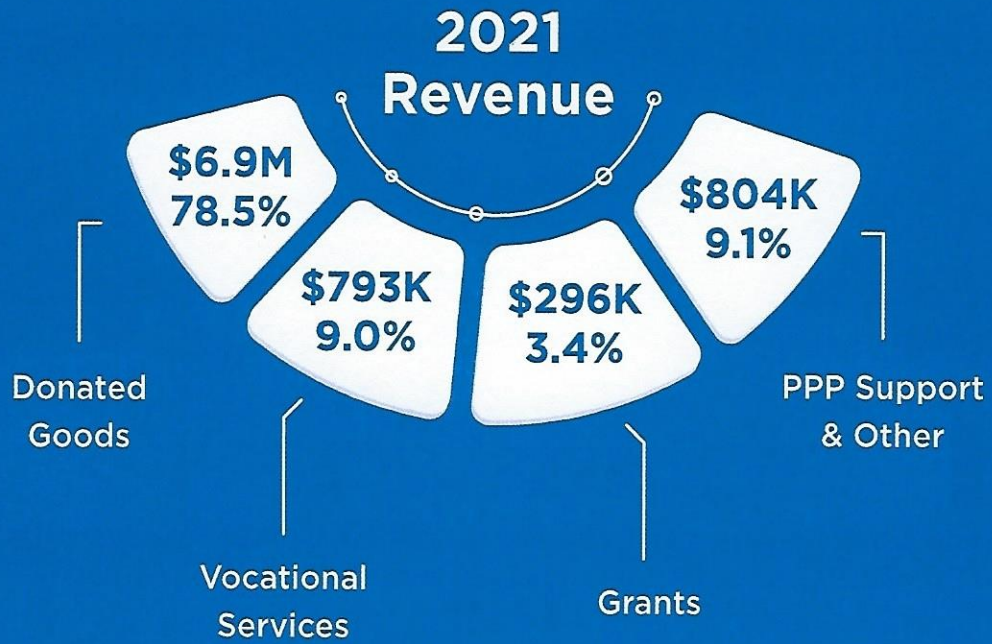 2021
Revenue
$6.9M
78.5%
$793K
9.0%
$296K
3.4%
$804K
9.1%
Donated
Goods
Vocational
Services
Grants
PPP Support
& Other